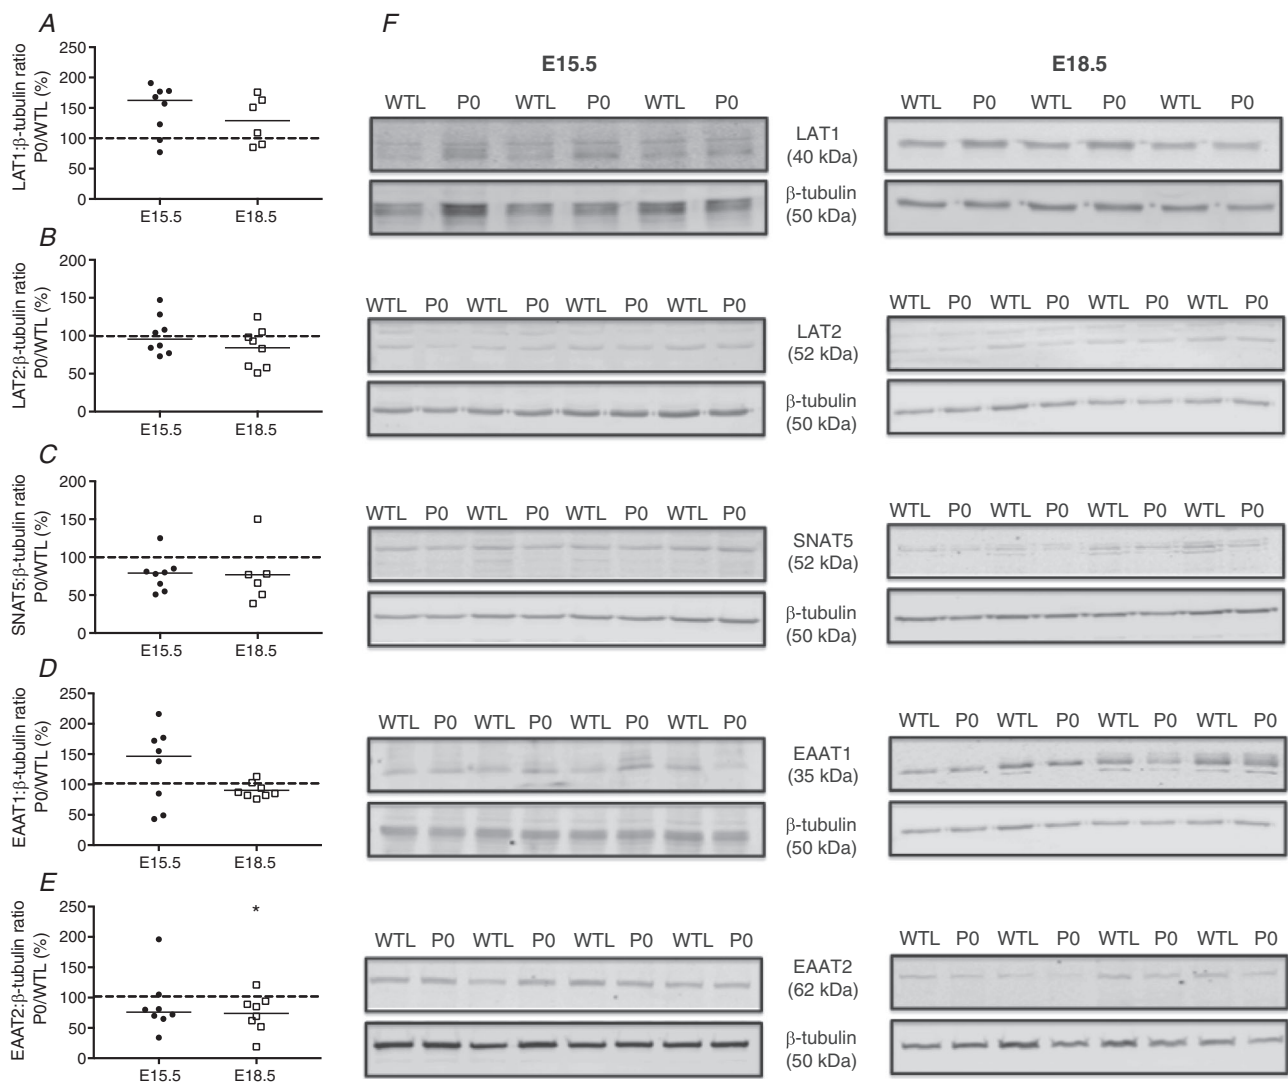 A
LAT1:β-tubulin ratio
P0/WTL (%)
250
200
150
100
50
0
E15.5 E18.5
B
LAT2:β-tubulin ratio
P0/WTL (%)
200
150
100
50
0
E15.5 E18.5
C
SNAT5:β-tubulin ratio
P0/WTL (%)
200
150
100
50
0
E15.5 E18.5
D
EAAT1:β-tubulin ratio
P0/WTL (%)
250
200
150
100
50
0
E15.5 E18.5
E
EAAT2:β-tubulin ratio
P0/WTL (%)
250
200
150
100
50
0
*
E15.5 E18.5
F
E15.5 E18.5
WTL P0 WTL P0 WTL P0
LAT1
(40 kDa)
WTL P0 WTL P0 WTL P0
β-tubulin
(50 kDa)
WTL P0 WTL P0 WTL P0 WTL P0
LAT2
(52 kDa)
WTL P0 WTL P0 WTL P0 WTL P0
β-tubulin
(50 kDa)
WTL P0 WTL P0 WTL P0 WTL P0
SNAT5
(52 kDa)
WTL P0 WTL P0 WTL P0 WTL P0
β-tubulin
(50 kDa)
WTL P0 WTL P0 WTL P0 WTL P0
EAAT1
(35 kDa)
WTL P0 WTL P0 WTL P0 WTL P0
β-tubulin
(50 kDa)
WTL P0 WTL P0 WTL P0 WTL P0
EAAT2
(62 kDa)
WTL P0 WTL P0 WTL P0 WTL P0
β-tubulin
(50 kDa)